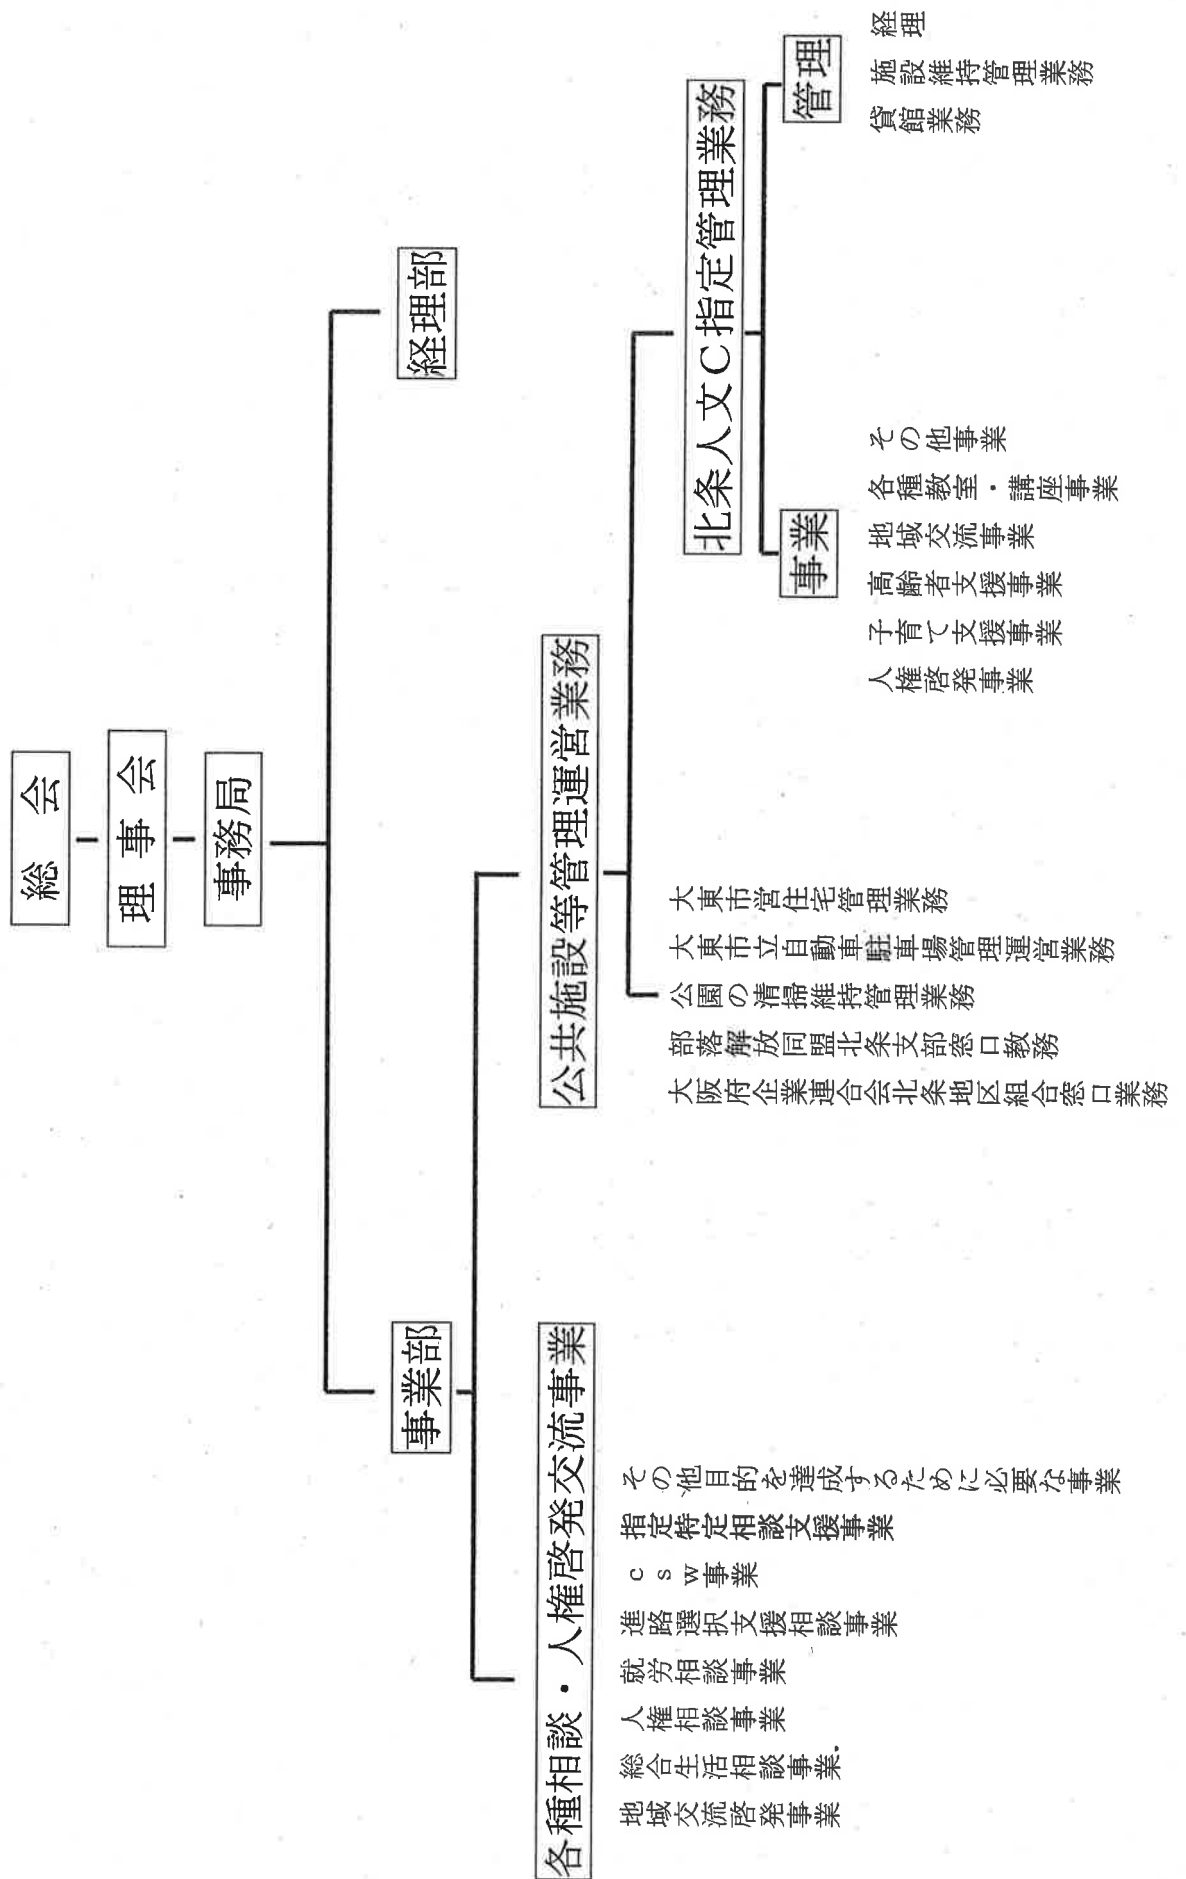 総 会
理 事 会
事務局
事業部
経理部
各種相談・人権啓発交流事業
公共施設等管理運営業務
地域交流啓発事業
総合生活相談事業.
人権相談事業
就労相談事業
進路選択支援相談事業
csw事業
指定特定相談支援事業
その他目的を達成するために必要な事業
大阪府企業連合会北条地区組合窓口業務
部落解放同盟北条支部窓口教務
公園の清掃維持管理業務
大東市立自動車駐車場管理運営業務
大東市営住宅管理業務
北条人文C指定管理業務
事業
管理
人権啓発事業
子育て支援事業
高齢者支援事業
地域交流事業
各種教室・講座事業
その他事業
貸館業務
施設維持管理業務
経理